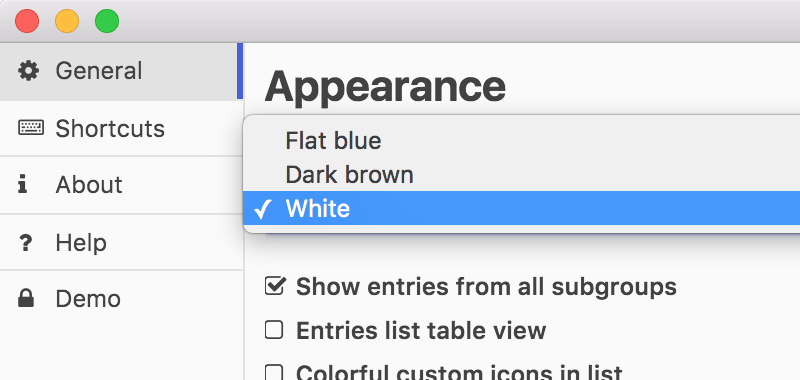 General
Shortcuts
About
Help
Demo
Appearance
Flat blue
Dark brown
White
Show entries from all subgroups
Entries list table view
Colorful custom icons in list